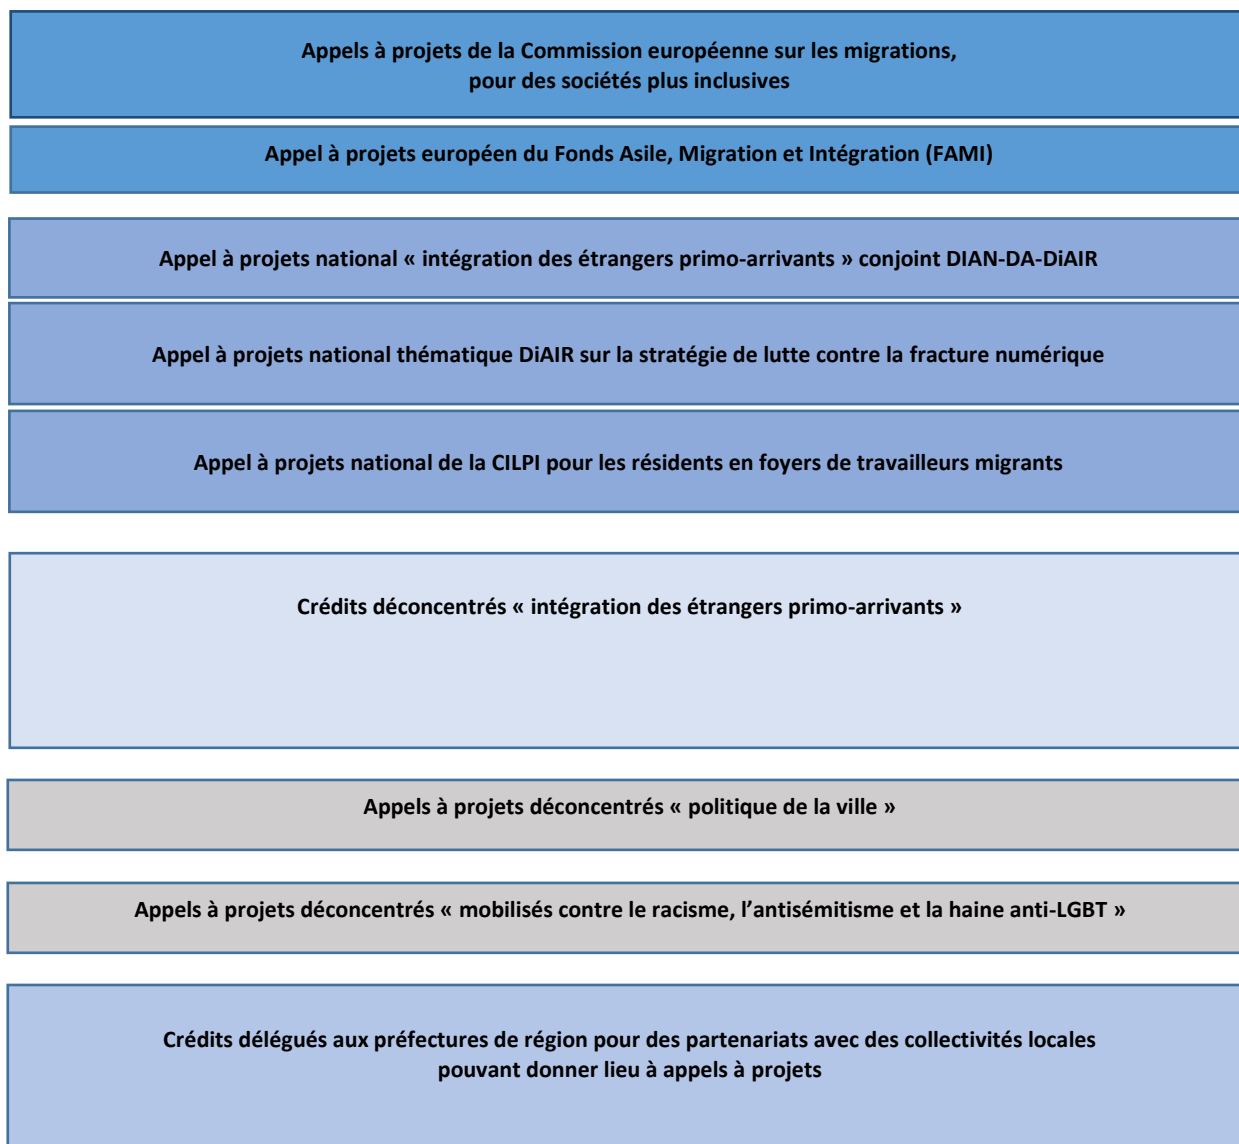 Appels à projets de la Commission européenne sur les migrations,
pour des sociétés plus inclusives
Appel à projets européen du Fonds Asile, Migration et Intégration (FAMI)
Appel à projets national « intégration des étrangers primo-arrivants » conjoint DIAN-DA-DiAIR
Appel à projets national thématique DiAIR sur la stratégie de lutte contre la fracture numérique
Appel à projets national de la CILPI pour les résidents en foyers de travailleurs migrants
Crédits déconcentrés « intégration des étrangers primo-arrivants »
Appels à projets déconcentrés « politique de la ville »
Appels à projets déconcentrés « mobilisés contre le racisme, l’antisémitisme et la haine anti-LGBT »
Crédits délégués aux préfectures de région pour des partenariats avec des collectivités locales
pouvant donner lieu à appels à projets